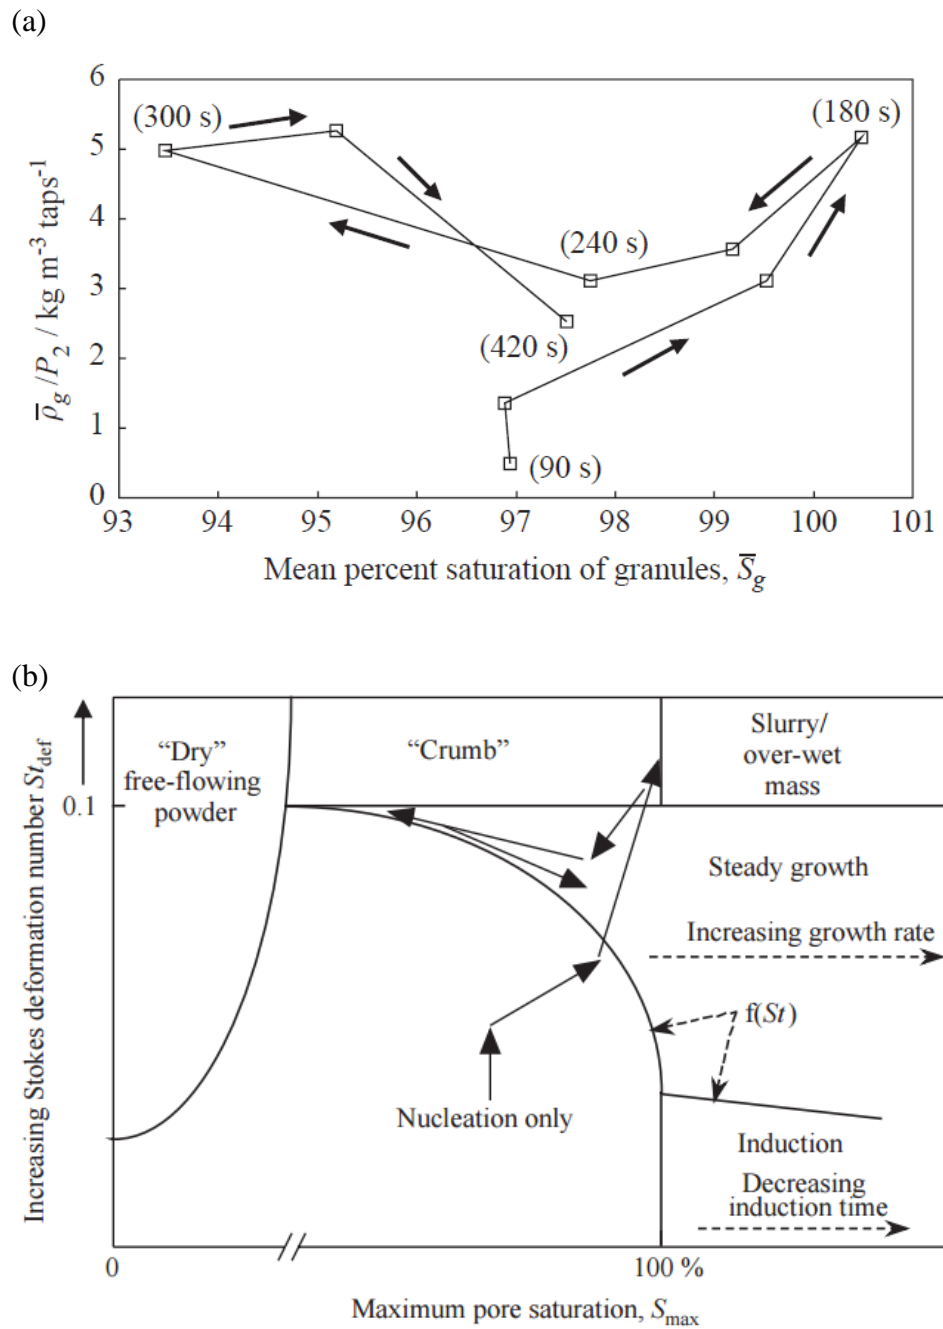 (a)
6
5
4
3
2
1
0
ρ̅g/P2 / kg m-3 taps-1
(300 s)
(180 s)
(240 s)
(420 s)
(90 s)
93 94 95 96 97 98 99 100 101
Mean percent saturation of granules, S̅g
(b)
Increasing Stokes deformation number Stdef
0.1
“Dry”
free-flowing
powder
“Crumb”
Slurry/
over-wet
mass
Steady growth
Increasing growth rate
f(St)
Nucleation only
Induction
Decreasing
induction time
0 100 %
Maximum pore saturation, Smax